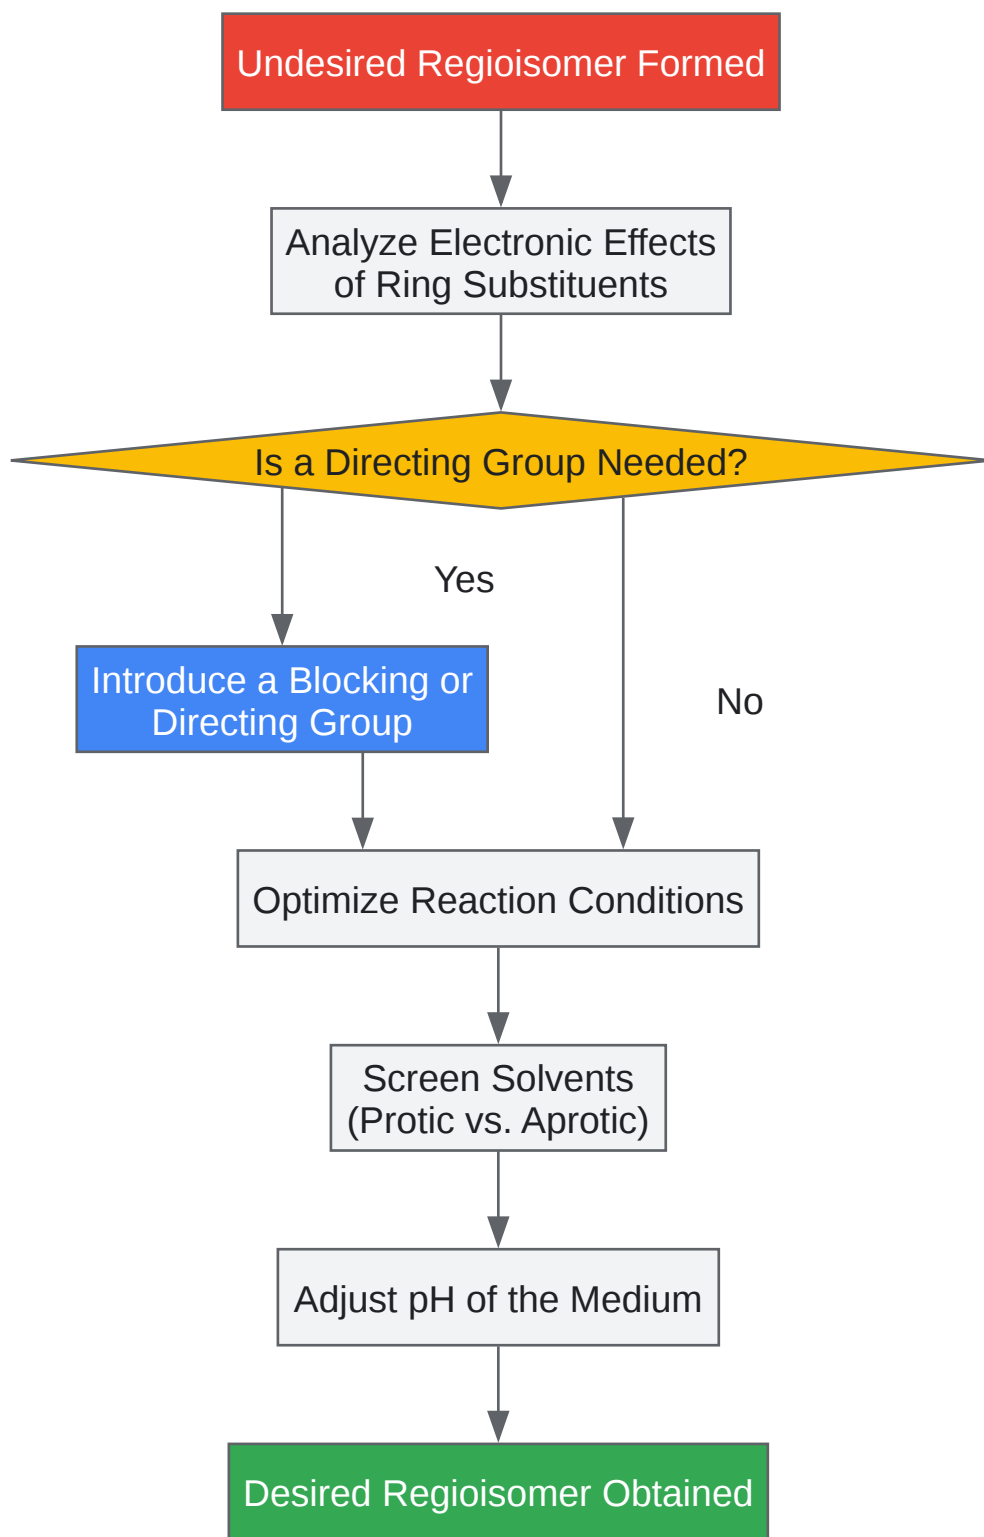 Undesired Regioisomer Formed
Analyze Electronic Effects
of Ring Substituents
Is a Directing Group Needed?
Yes
Introduce a Blocking or
Directing Group
No
Optimize Reaction Conditions
Screen Solvents
(Protic vs. Aprotic)
Adjust pH of the Medium
Desired Regioisomer Obtained